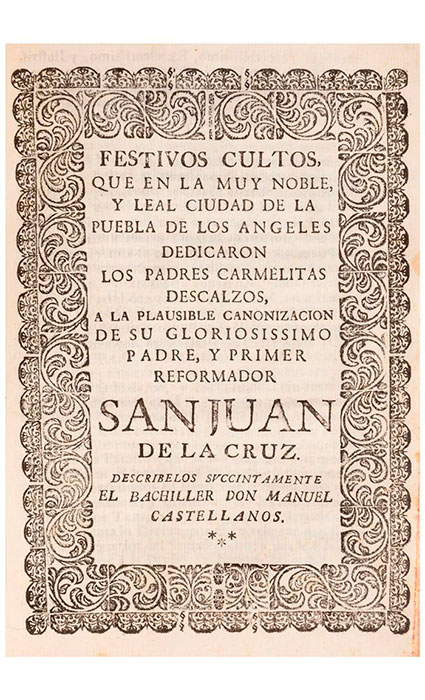 FESTIVOS CULTOS,
QUE EN LA MUY NOBLE,
Y LEAL CIUDAD DE LA
PUEBLA DE LOS ANGELES
DEDICARON
LOS PADRES CARMELITAS
DESCALZOS,
A LA PLAUSIBLE CANONIZACION
DE SU GLORIOSISSIMO
PADRE, Y PRIMER
REFORMADOR
SAN JUAN
DE LA CRUZ.
DESCRIBELOS SVCCINTAMENTE
EL BACHILLER DON MANUEL
CASTELLANOS.